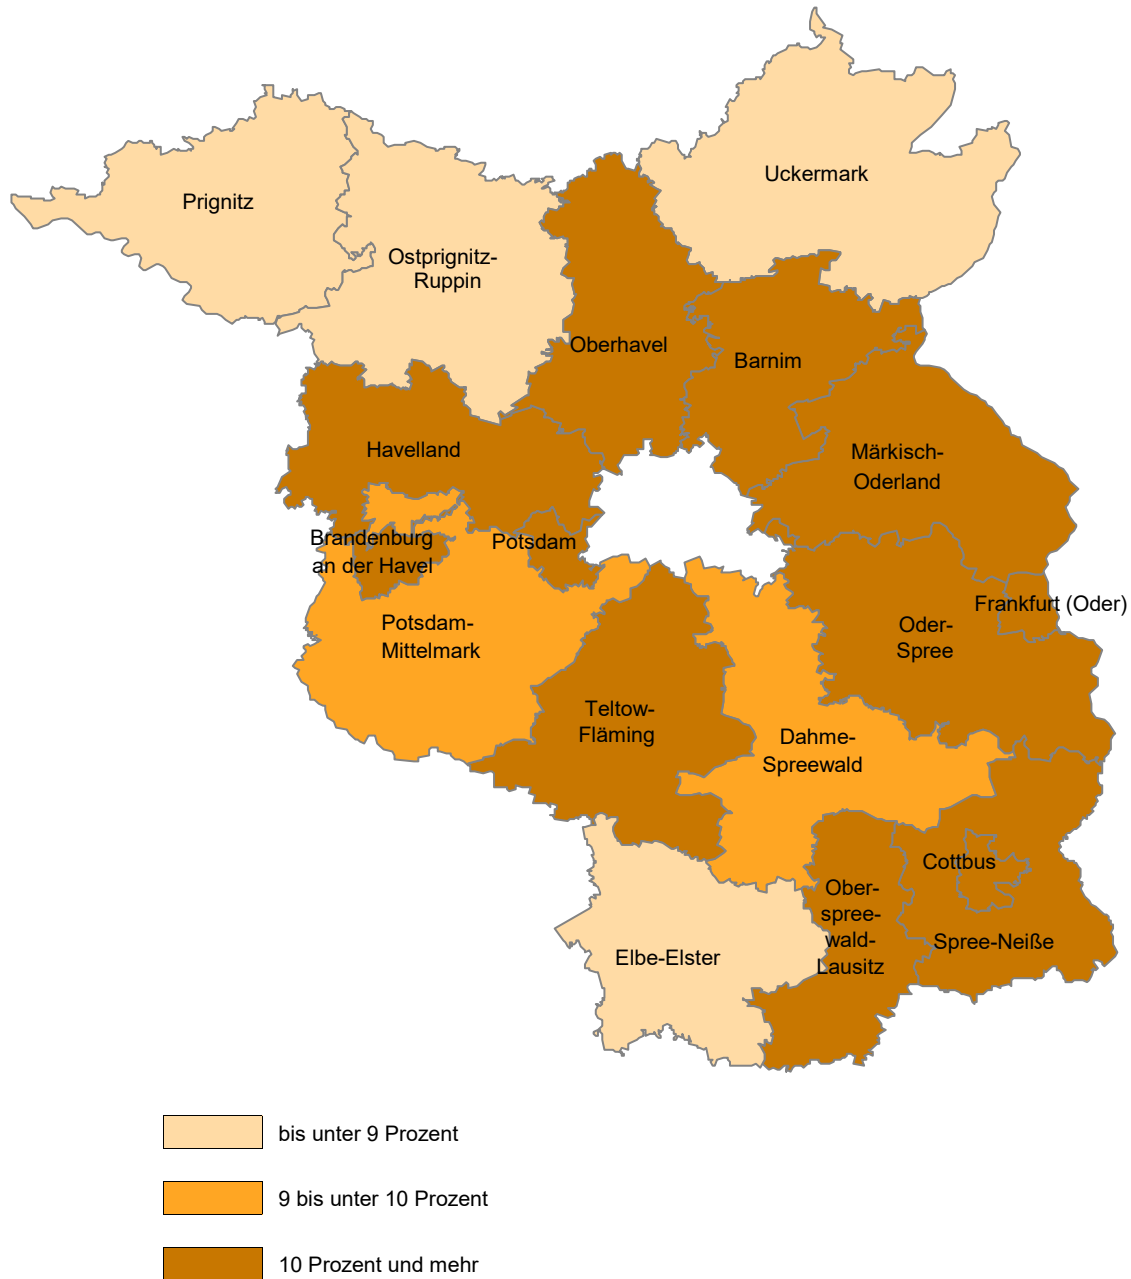 Uckermark
Prignitz
Ostprignitz-
Ruppin
Oberhavel
Barnim
Havelland
Märkisch-
Oderland
Brandenburg
an der Havel
Potsdam
Frankfurt (Oder)
Potsdam-
Mittelmark
Oder-
Spree
Teltow-
Fläming
Dahme-
Spreewald
Cottbus
Ober-
spree-
wald-
Lausitz
Spree-Neiße
Elbe-Elster
bis unter 9 Prozent
9 bis unter 10 Prozent
10 Prozent und mehr